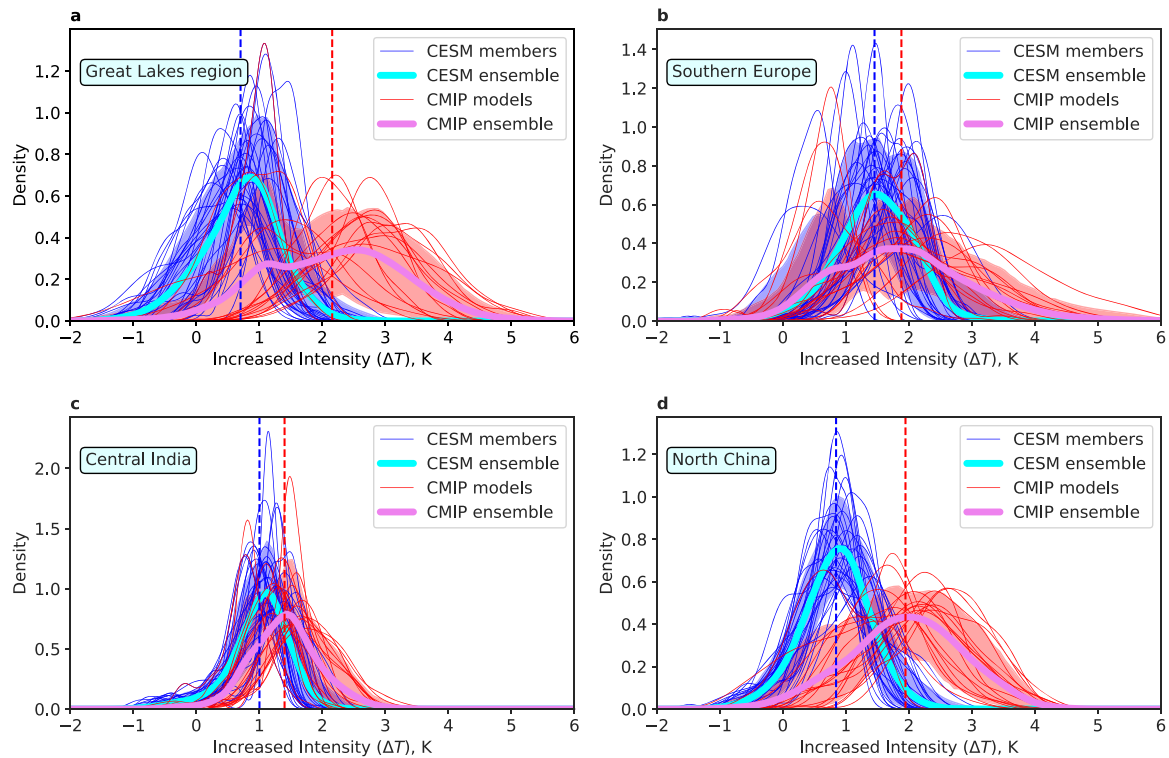 a
Great Lakes region
CESM members
CESM ensemble
CMIP models
CMIP ensemble
Density
0.0
0.2
0.4
0.6
0.8
1.0
1.2
−2 −1 0 1 2 3 4 5 6
Increased Intensity (ΔT), K
b
Southern Europe
CESM members
CESM ensemble
CMIP models
CMIP ensemble
Density
0.0
0.2
0.4
0.6
0.8
1.0
1.2
1.4
−2 −1 0 1 2 3 4 5 6
Increased Intensity (ΔT), K
c
Central India
CESM members
CESM ensemble
CMIP models
CMIP ensemble
Density
0.0
0.5
1.0
1.5
2.0
−2 −1 0 1 2 3 4 5 6
Increased Intensity (ΔT), K
d
North China
CESM members
CESM ensemble
CMIP models
CMIP ensemble
Density
0.0
0.2
0.4
0.6
0.8
1.0
1.2
−2 −1 0 1 2 3 4 5 6
Increased Intensity (ΔT), K